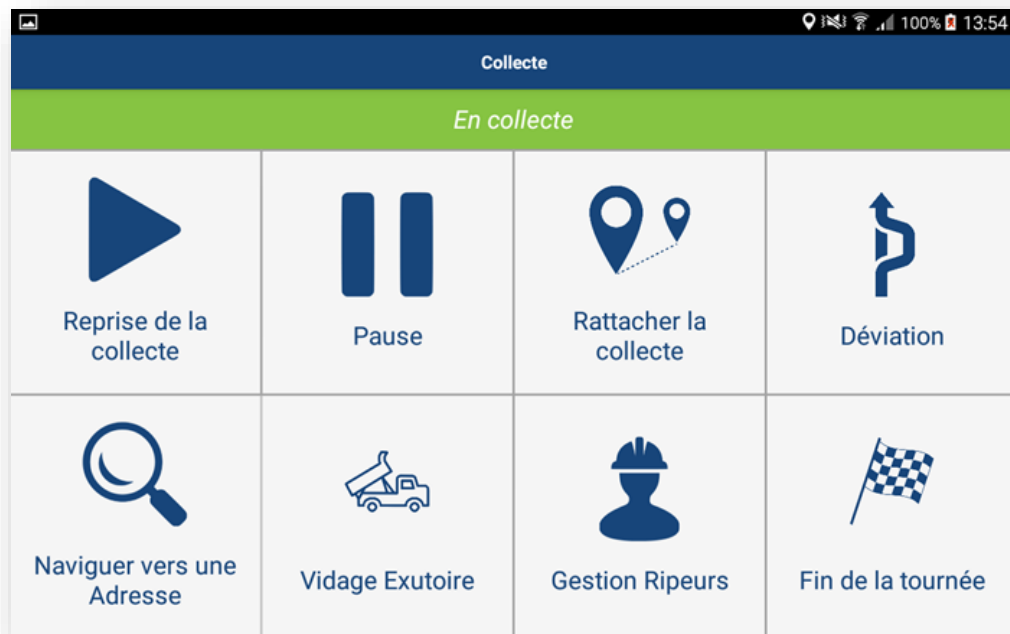 100% 13:54
Collecte
En collecte
Reprise de la
collecte
Pause
Rattacher la
collecte
Déviation
Naviguer vers une
Adresse
Vidage Exutoire
Gestion Ripeurs
Fin de la tournée